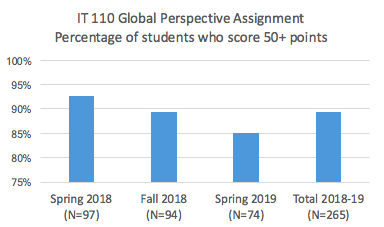 IT 110 Global Perspective Assignment
Percentage of students who score 50+ points
100%
95%
90%
85%
80%
75%
Spring 2018 Fall 2018 Spring 2019 Total 2018-19
(N=97) (N=94) (N=74) (N=265)